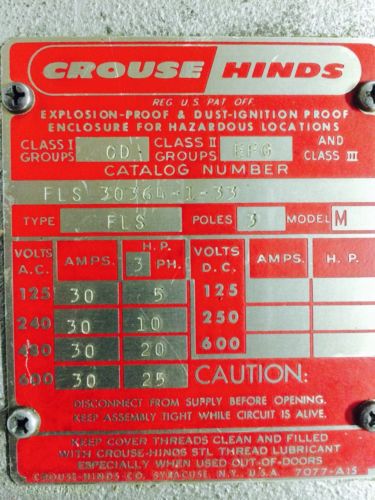 CROUSE HINDS
REG U.S. PAT OFF.
EXPLOSION-PROOF & DUST-IGNITION PROOF
ENCLOSURE FOR HAZARDOUS LOCATIONS
CLASS I GROUPS CD CLASS II GROUPS EFG AND CLASS III
CATALOG NUMBER
FLS 30364-1-33
TYPE FLS POLES 3 MODEL M
VOLTS A.C. AMPS. H.P. 3 PH. VOLTS D.C. AMPS. H.P.
125 30 5 125
240 30 10 250
480 30 20 600
600 30 25 CAUTION:
DISCONNECT FROM SUPPLY BEFORE OPENING.
KEEP ASSEMBLY TIGHT WHILE CIRCUIT IS ALIVE.
KEEP COVER THREADS CLEAN AND FILLED
WITH CROUSE-HINDS STL THREAD LUBRICANT
ESPECIALLY WHEN USED OUT-OF-DOORS
CROUSE-HINDS CO. SYRACUSE N.Y. U.S.A. 7077-A15